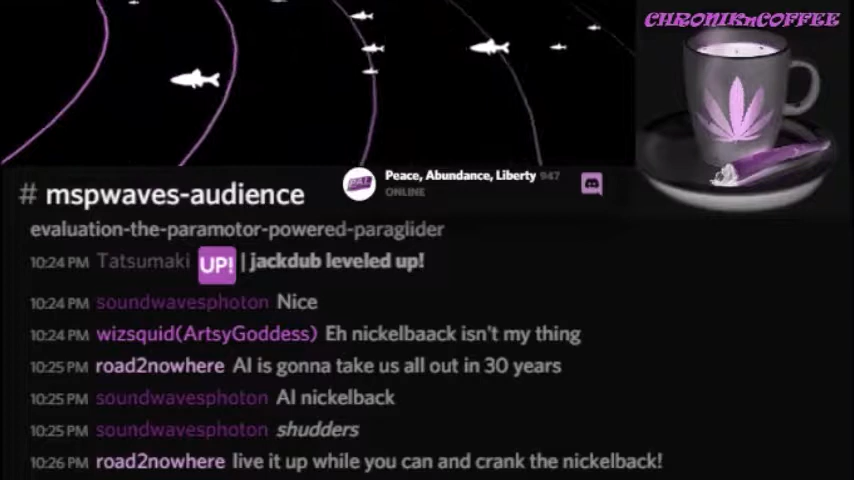 CHRONIKnCOFFEE
# mspwaves-audience
PAL
Peace, Abundance, Liberty 947
ONLINE
evaluation-the-paramotor-powered-paraglider
10:24 PM Tatsumaki UP! | jackdub leveled up!
10:24 PM soundwavesphoton Nice
10:24 PM wizsquid(ArtsyGoddess) Eh nickelbaack isn't my thing
10:25 PM road2nowhere AI is gonna take us all out in 30 years
10:25 PM soundwavesphoton AI nickelback
10:25 PM soundwavesphoton shudders
10:26 PM road2nowhere live it up while you can and crank the nickelback!